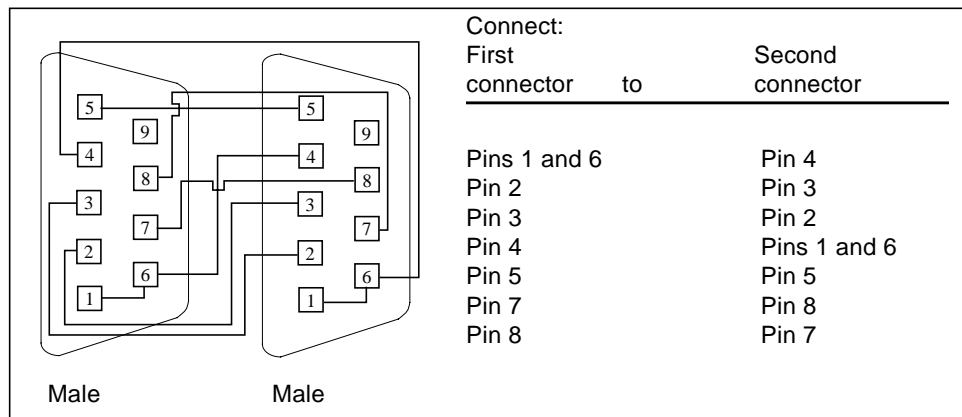 Connect:
First Second
connector to connector
Pins 1 and 6 Pin 4
Pin 2 Pin 3
Pin 3 Pin 2
Pin 4 Pins 1 and 6
Pin 5 Pin 5
Pin 7 Pin 8
Pin 8 Pin 7
5 5
9 9
4 4
8 8
3 3
7 7
2 2
6 6
1 1
Male Male